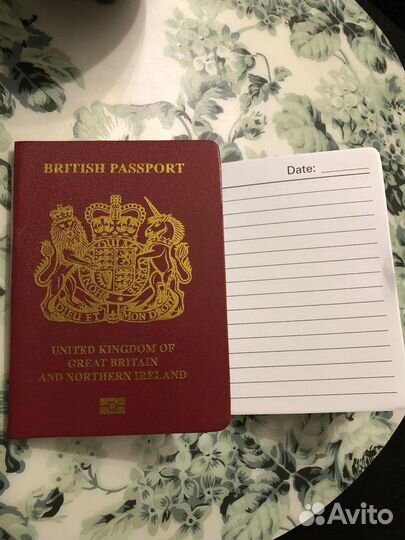 BRITISH PASSPORT
DIEU ET MON DROIT
UNITED KINGDOM OF
GREAT BRITAIN
AND NORTHERN IRELAND
Date:
Avito